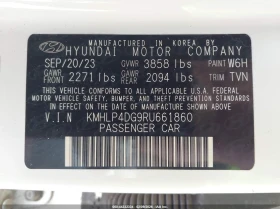 MANUFACTURED IN KOREA BY
HYUNDAI MOTOR COMPANY
SEP/20/23 GVWR 3858 lbs PAINT W6H
GAWR FRONT 2271 lbs GAWR REAR 2094 lbs TRIM TVN
THIS VEHICLE CONFORMS TO ALL APPLICABLE
U.S. FEDERAL MOTOR VEHICLE SAFETY, BUMPER, AND
THEFT PREVENTION STANDARDS IN EFFECT ON THE
DATE OF MANUFACTURE SHOWN ABOVE.
V.I.N KMHLP4DG9RU661860
PASSENGER CAR